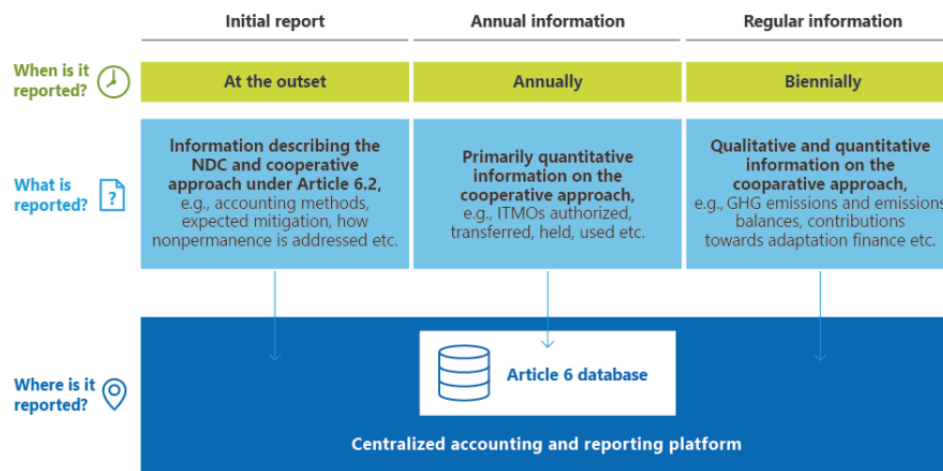 Initial report
Annual information
Regular information
When is it
reported?
At the outset
Annually
Biennially
What is
reported?
?
Information describing the
NDC and cooperative
approach under Article 6.2,
e.g., accounting methods,
expected mitigation, how
nonpermanence is addressed etc.
Primarily quantitative
information on the
cooperative approach,
e.g., ITMOs authorized,
transferred, held, used etc.
Qualitative and quantitative
information on the
cooparative approach,
e.g., GHG emissions and emissions
balances, contributions
towards adaptation finance etc.
Where is it
reported?
Article 6 database
Centralized accounting and reporting platform